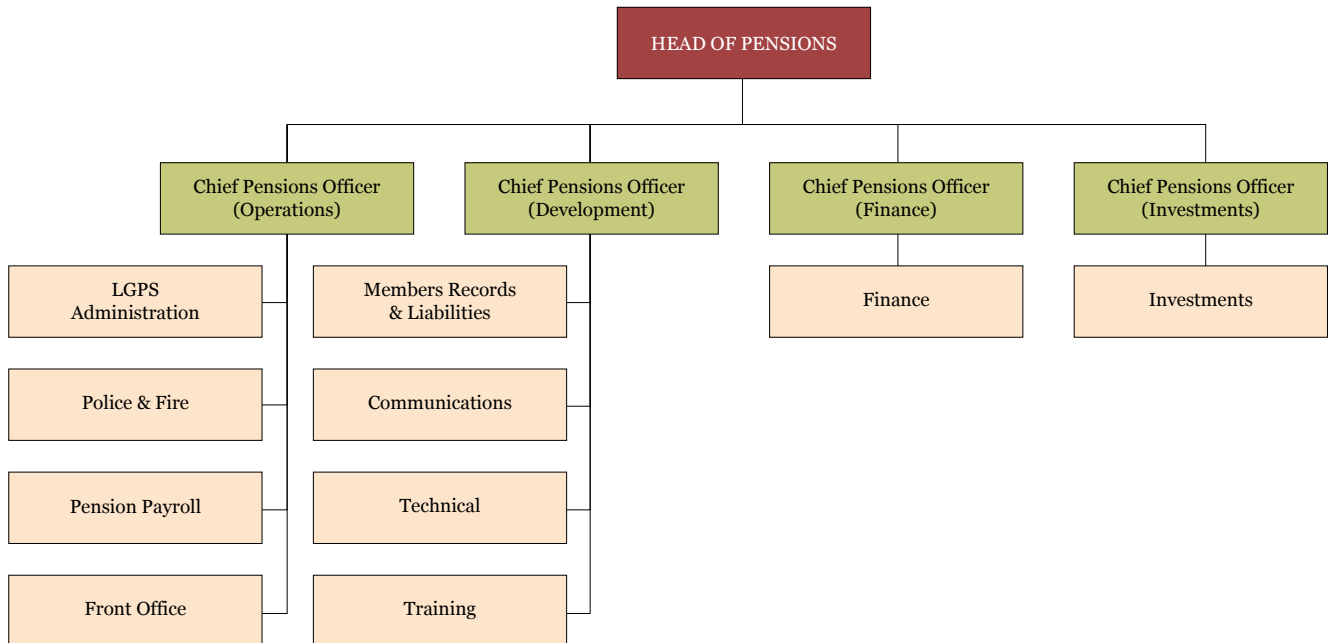 HEAD OF PENSIONS
Chief Pensions Officer
(Operations)
Chief Pensions Officer
(Development)
Chief Pensions Officer
(Finance)
Chief Pensions Officer
(Investments)
LGPS
Administration
Members Records
& Liabilities
Finance
Investments
Police & Fire
Communications
Pension Payroll
Technical
Front Office
Training